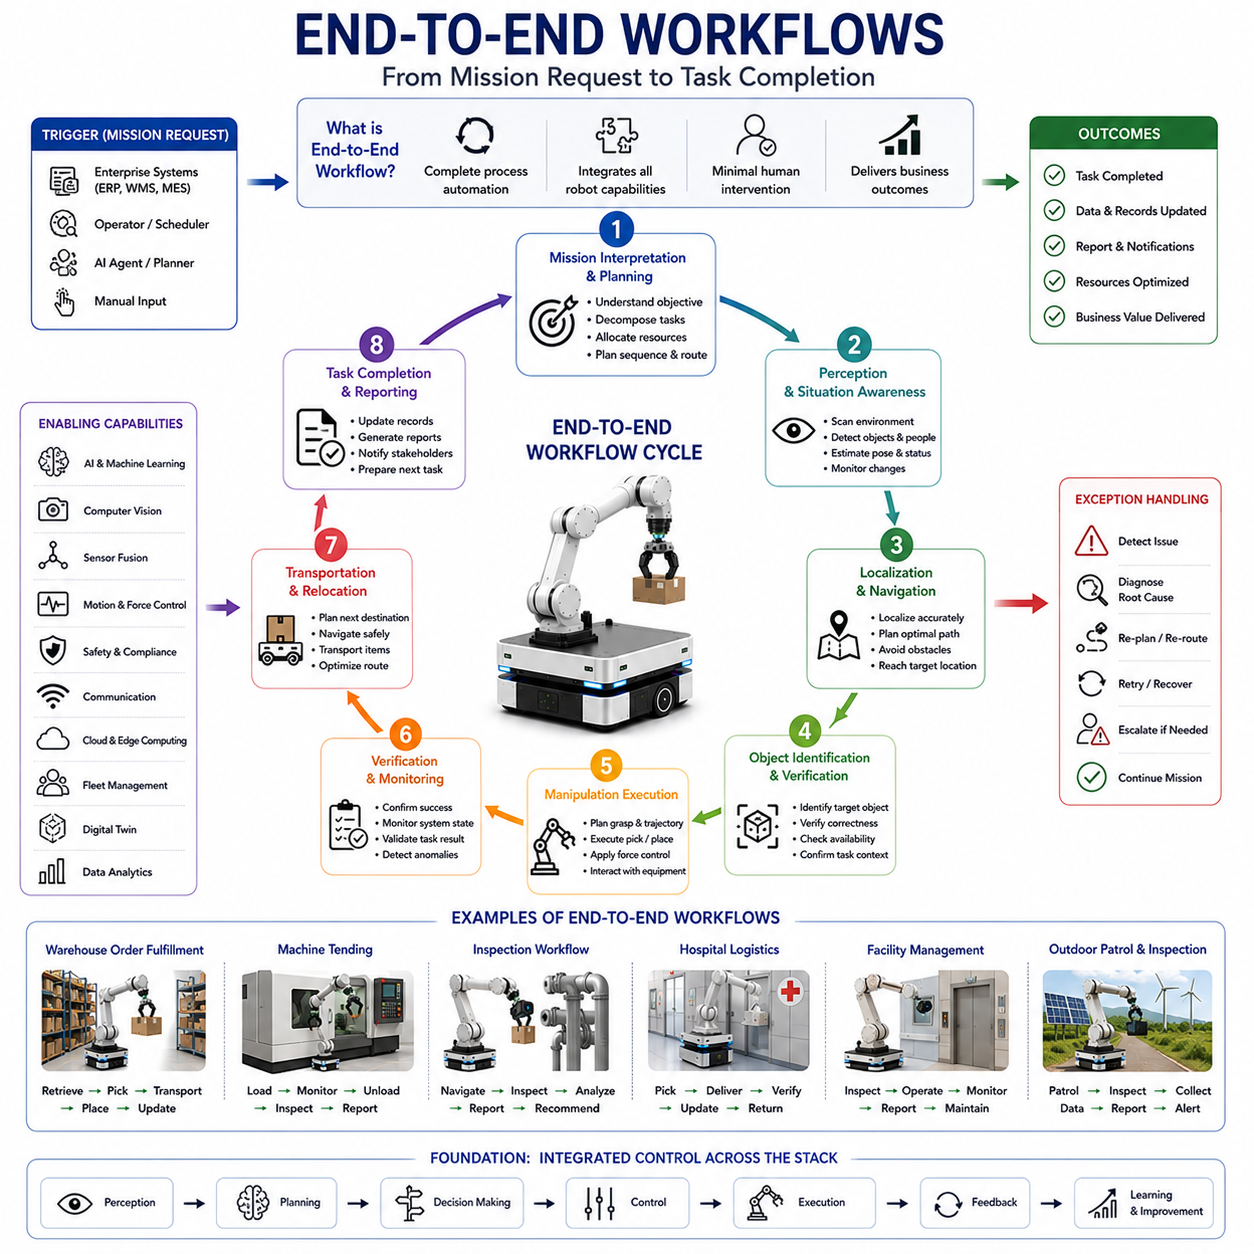 END-TO-END WORKFLOWS
From Mission Request to Task Completion
TRIGGER (MISSION REQUEST)
Enterprise Systems
(ERP, WMS, MES)
Operator / Scheduler
AI Agent / Planner
Manual Input
What is
End-to-End
Workflow?
Complete process
automation
Integrates all
robot capabilities
Minimal human
intervention
Delivers business
outcomes
OUTCOMES
Task Completed
Data & Records Updated
Report & Notifications
Resources Optimized
Business Value Delivered
1
Mission Interpretation
& Planning
• Understand objective
• Decompose tasks
• Allocate resources
• Plan sequence & route
2
Perception
& Situation Awareness
• Scan environment
• Detect objects & people
• Estimate pose & status
• Monitor changes
3
Localization
& Navigation
• Localize accurately
• Plan optimal path
• Avoid obstacles
• Reach target location
4
Object Identification
& Verification
• Identify target object
• Verify correctness
• Check availability
• Confirm task context
5
Manipulation Execution
• Plan grasp & trajectory
• Execute pick / place
• Apply force control
• Interact with equipment
6
Verification
& Monitoring
• Confirm success
• Monitor system state
• Validate task result
• Detect anomalies
7
Transportation
& Relocation
• Plan next destination
• Navigate safely
• Transport items
• Optimize route
8
Task Completion
& Reporting
• Update records
• Generate reports
• Notify stakeholders
• Prepare next task
END-TO-END
WORKFLOW CYCLE
ENABLING CAPABILITIES
AI & Machine Learning
Computer Vision
Sensor Fusion
Motion & Force Control
Safety & Compliance
Communication
Cloud & Edge Computing
Fleet Management
Digital Twin
Data Analytics
EXCEPTION HANDLING
Detect Issue
Diagnose
Root Cause
Re-plan / Re-route
Retry / Recover
Escalate if Needed
Continue Mission
EXAMPLES OF END-TO-END WORKFLOWS
Warehouse Order Fulfillment
Retrieve → Pick → Transport
→ Place → Update
Machine Tending
Load → Monitor → Unload
→ Inspect → Report
Inspection Workflow
Navigate → Inspect → Analyze
→ Report → Recommend
Hospital Logistics
Pick → Deliver → Verify
→ Update → Return
Facility Management
Inspect → Operate → Monitor
→ Report → Maintain
Outdoor Patrol & Inspection
Patrol → Inspect → Collect
Data → Report → Alert
FOUNDATION: INTEGRATED CONTROL ACROSS THE STACK
Perception
Planning
Decision Making
Control
Execution
Feedback
Learning
& Improvement